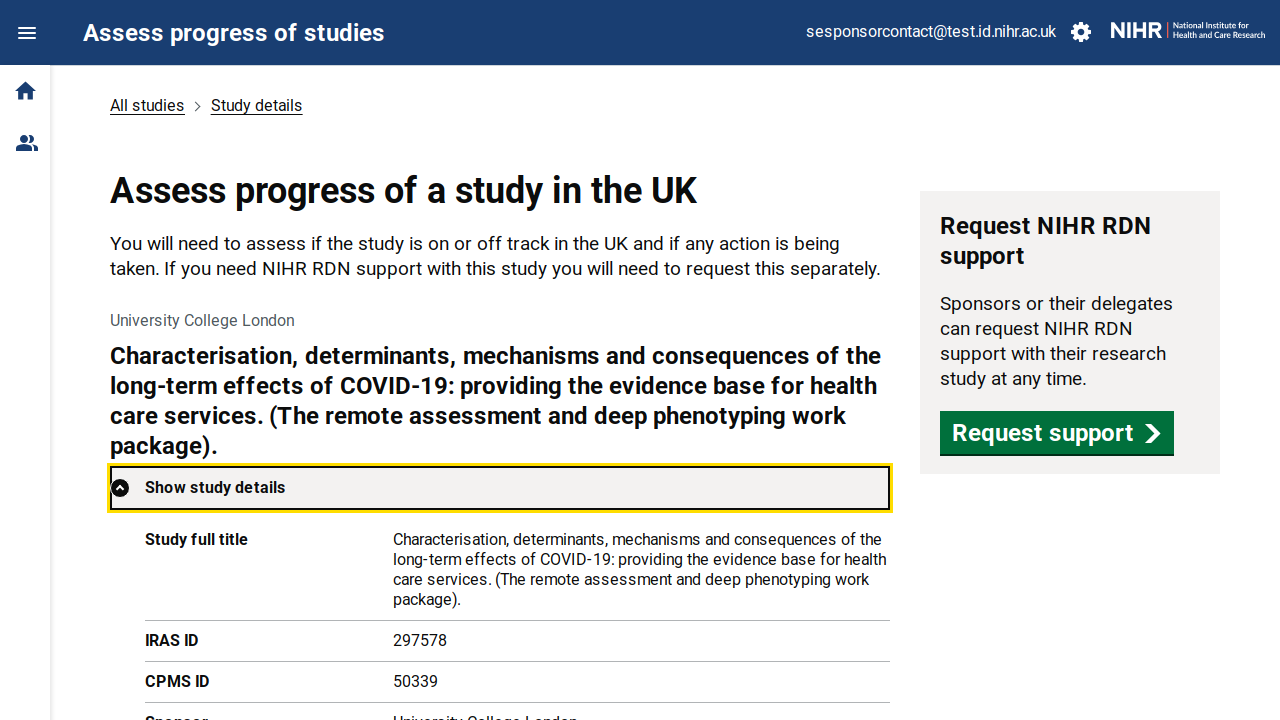 Assess progress of studies
sesponsorcontact@test.id.nihr.ac.uk
NIHR
National Institute for
Health and Care Research
All studies
Study details
Assess progress of a study in the UK
You will need to assess if the study is on or off track in the UK and if any action is being
taken. If you need NIHR RDN support with this study you will need to request this separately.
University College London
Characterisation, determinants, mechanisms and consequences of the
long-term effects of COVID-19: providing the evidence base for health
care services. (The remote assessment and deep phenotyping work
package).
Show study details
Study full title
Characterisation, determinants, mechanisms and consequences of the
long-term effects of COVID-19: providing the evidence base for health
care services. (The remote assessment and deep phenotyping work
package).
IRAS ID
297578
CPMS ID
50339
Sponsor
University College London
Request NIHR RDN
support
Sponsors or their delegates
can request NIHR RDN
support with their research
study at any time.
Request support